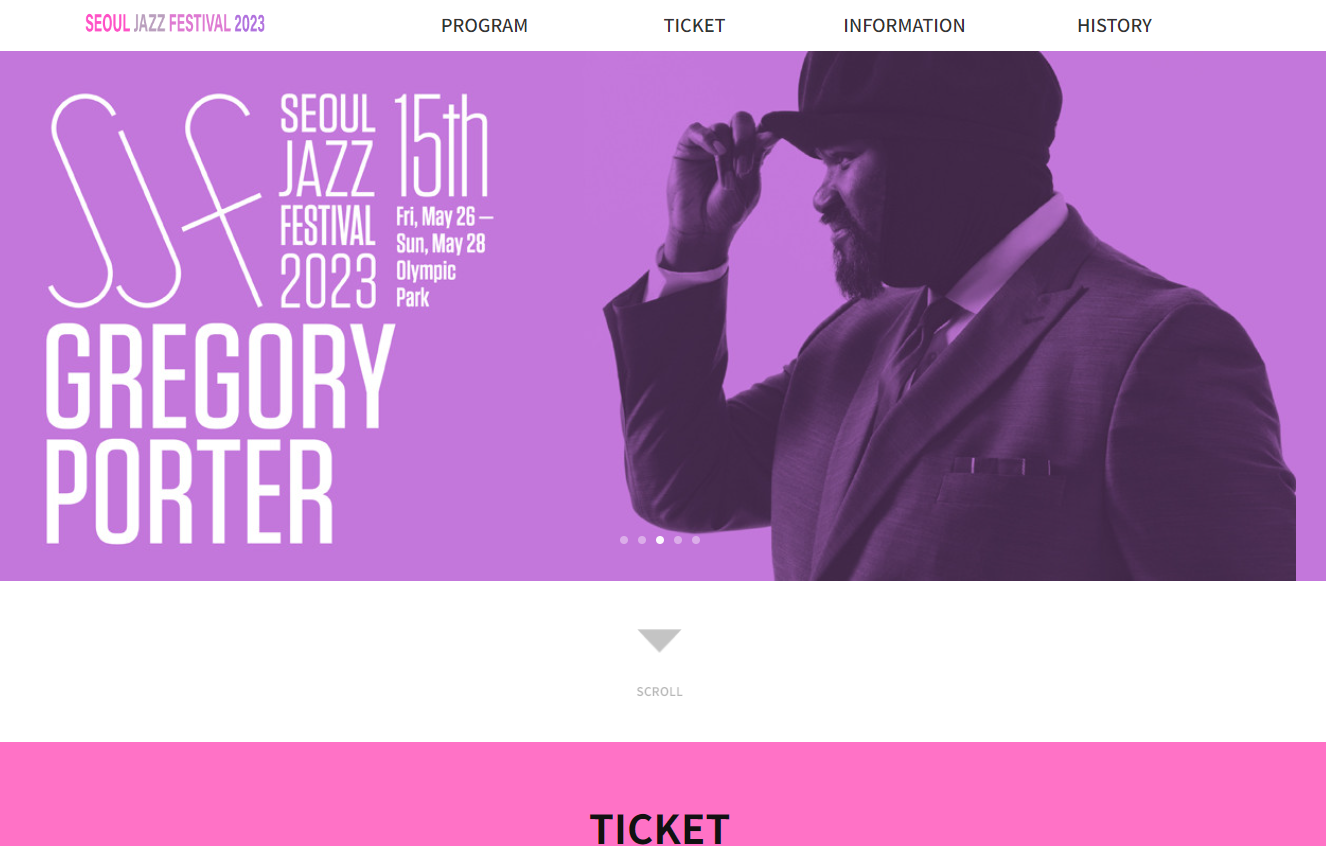 SEOUL JAZZ FESTIVAL 2023
PROGRAM
TICKET
INFORMATION
HISTORY
SJF
SEOUL
JAZZ
FESTIVAL
2023
15th
Fri, May 26 —
Sun, May 28
Olympic
Park
GREGORY
PORTER
SCROLL
TICKET